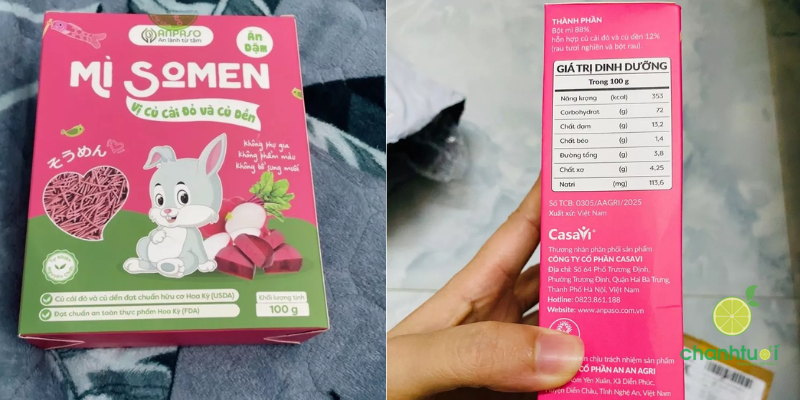 ANPASO
An lành từ tâm
Ăn
Dặm
Mì SOMEN
Vị Củ Cải Đỏ và Củ Dền
Không phụ gia
Không phẩm màu
Không bổ sung muối
そうめん
Củ cải đỏ và củ dền đạt chuẩn hữu cơ Hoa Kỳ (USDA)
Đạt chuẩn an toàn thực phẩm Hoa Kỳ (FDA)
Khối lượng tịnh
100 g
THÀNH PHẦN
Bột mì 88%,
hỗn hợp củ cải đỏ và củ dền 12%
(rau tươi nghiền và bột rau)
GIÁ TRỊ DINH DƯỠNG
Trong 100 g
Năng lượng (kcal) 353
Carbohydrat (g) 72
Chất đạm (g) 13,2
Chất béo (g) 1,4
Đường tổng (g) 3,8
Chất xơ (g) 4,25
Natri (mg) 113,6
Số TCB: 0305/AAGRI/2025
Xuất xứ: Việt Nam
CasaVi
Thương nhân phân phối sản phẩm
CÔNG TY CỔ PHẦN CASAVI
Địa chỉ: Số 64 Phố Trương Định,
Phường Trương Định, Quận Hai Bà Trưng,
Thành Phố Hà Nội, Việt Nam
Hotline: 0823.861.188
Website: www.anpaso.com.vn
chịu trách nhiệm sản phẩm
CỔ PHẦN AN AN AGRI
Yên Xuân, Xã Diễn Phúc,
Diễn Châu, Tỉnh Nghệ An, Việt Nam
chanhtươi